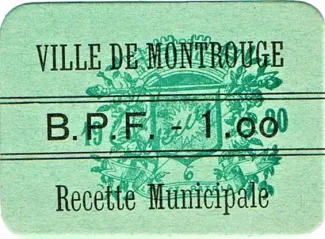 VILLE DE MONTROUGE
B.P.F. - 1.oo
Recette Municipale